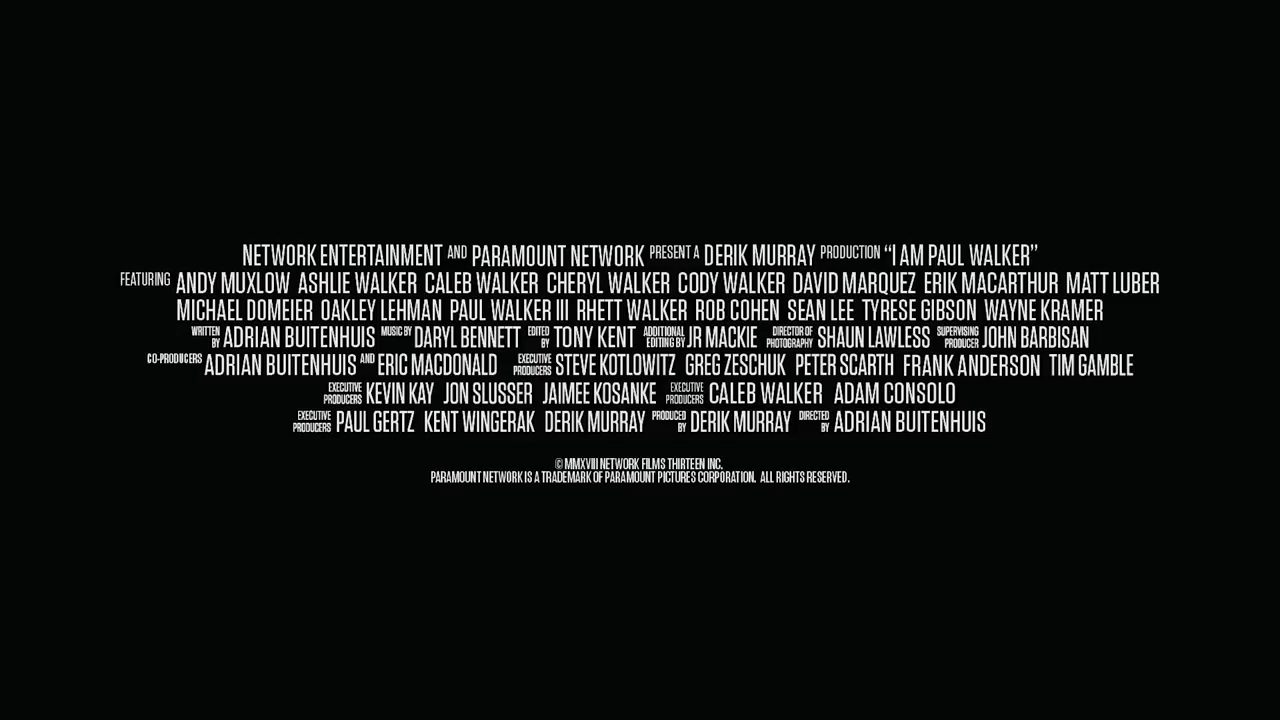 NETWORK ENTERTAINMENT AND PARAMOUNT NETWORK PRESENT A DERIK MURRAY PRODUCTION “I AM PAUL WALKER”
FEATURING ANDY MUXLOW ASHLIE WALKER CALEB WALKER CHERYL WALKER CODY WALKER DAVID MARQUEZ ERIK MACARTHUR MATT LUBER
MICHAEL DOMEIER OAKLEY LEHMAN PAUL WALKER III RHETT WALKER ROB COHEN SEAN LEE TYRESE GIBSON WAYNE KRAMER
WRITTEN BY ADRIAN BUITENHUIS MUSIC BY DARYL BENNETT EDITED BY TONY KENT ADDITIONAL EDITING BY JR MACKIE DIRECTOR OF PHOTOGRAPHY SHAUN LAWLESS SUPERVISING PRODUCER JOHN BARBISAN
CO-PRODUCERS ADRIAN BUITENHUIS AND ERIC MACDONALD EXECUTIVE PRODUCERS STEVE KOTLOWITZ GREG ZESCHUK PETER SCARTH FRANK ANDERSON TIM GAMBLE
EXECUTIVE PRODUCERS KEVIN KAY JON SLUSSER JAIMEE KOSANKE EXECUTIVE PRODUCERS CALEB WALKER ADAM CONSOLO
EXECUTIVE PRODUCERS PAUL GERTZ KENT WINGERAK DERIK MURRAY PRODUCED BY DERIK MURRAY DIRECTED BY ADRIAN BUITENHUIS
© MMXVIII NETWORK FILMS THIRTEEN INC.
PARAMOUNT NETWORK IS A TRADEMARK OF PARAMOUNT PICTURES CORPORATION. ALL RIGHTS RESERVED.